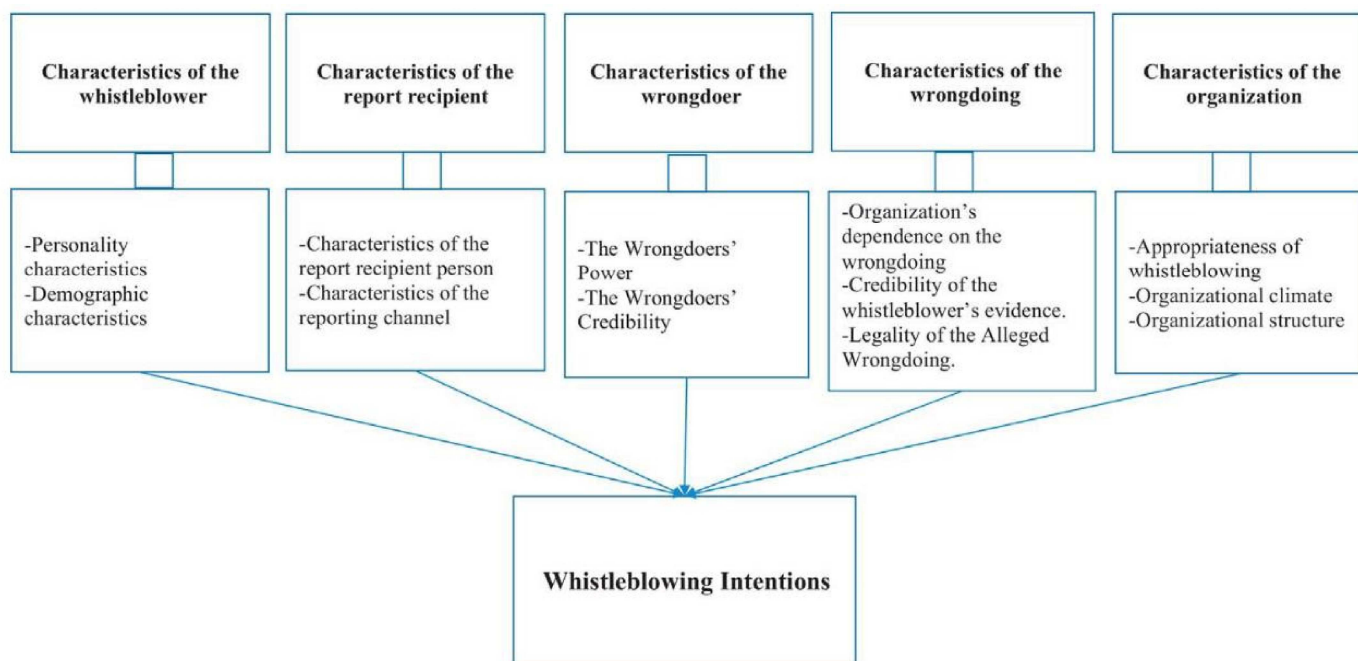 Characteristics of the
whistleblower
Characteristics of the
report recipient
Characteristics of the
wrongdoer
Characteristics of the
wrongdoing
Characteristics of the
organization
-Personality
characteristics
-Demographic
characteristics
-Characteristics of the
report recipient person
-Characteristics of the
reporting channel
-The Wrongdoers’
Power
-The Wrongdoers’
Credibility
-Organization’s
dependence on the
wrongdoing
-Credibility of the
whistleblower’s evidence.
-Legality of the Alleged
Wrongdoing.
-Appropriateness of
whistleblowing
-Organizational climate
-Organizational structure
Whistleblowing Intentions